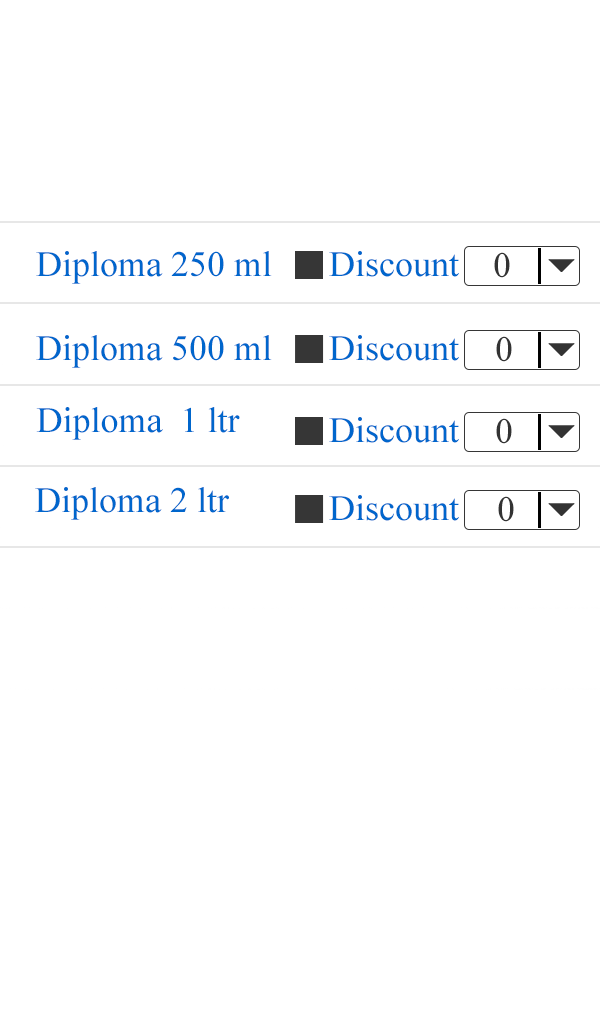 Diploma 250 ml Discount 0
Diploma 500 ml Discount 0
Diploma  1 ltr Discount 0
Diploma 2 ltr Discount 0